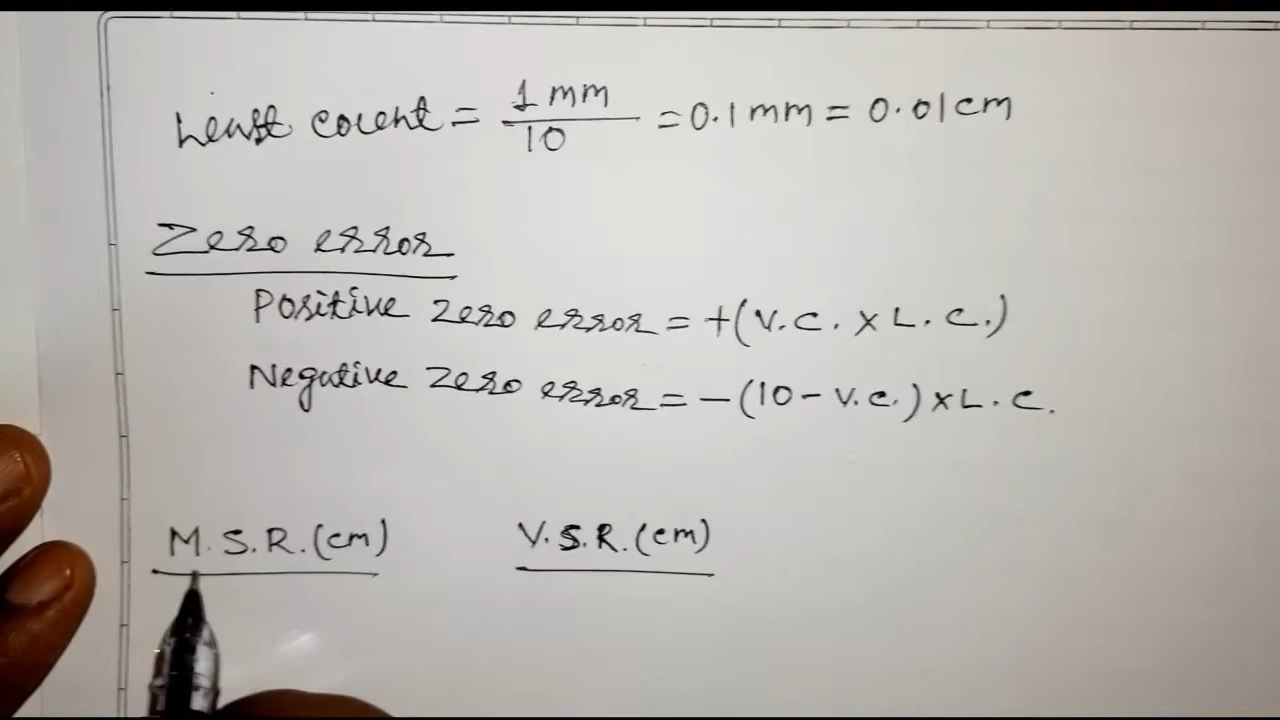 Least count = 1 mm / 10 = 0.1 mm = 0.01 cm
Zero error
Positive zero error = +(V.C. x L.C.)
Negative zero error = -(10 - V.C.) x L.C.
M.S.R.(cm) V.S.R.(cm)